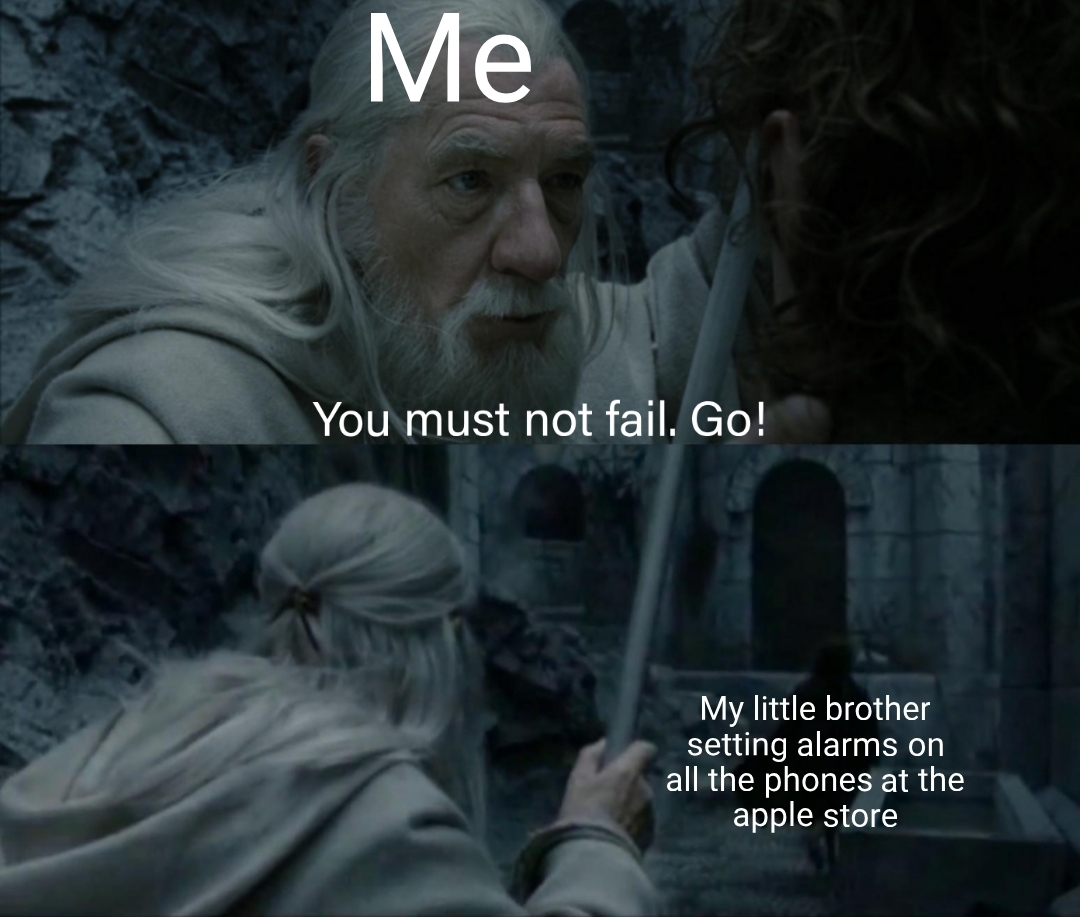 Me
You must not fail. Go!
My little brother
setting alarms on
all the phones at the
apple store